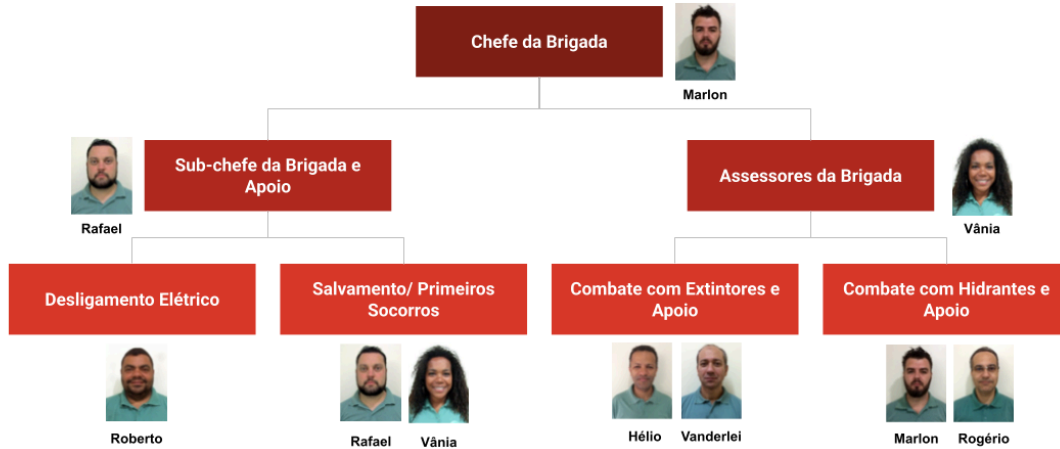 Chefe da Brigada
Marlon
Sub-chefe da Brigada e
Apoio
Rafael
Assessores da Brigada
Vânia
Desligamento Elétrico
Roberto
Salvamento/ Primeiros
Socorros
Rafael
Vânia
Combate com Extintores e
Apoio
Hélio
Vanderlei
Combate com Hidrantes e
Apoio
Marlon
Rogério